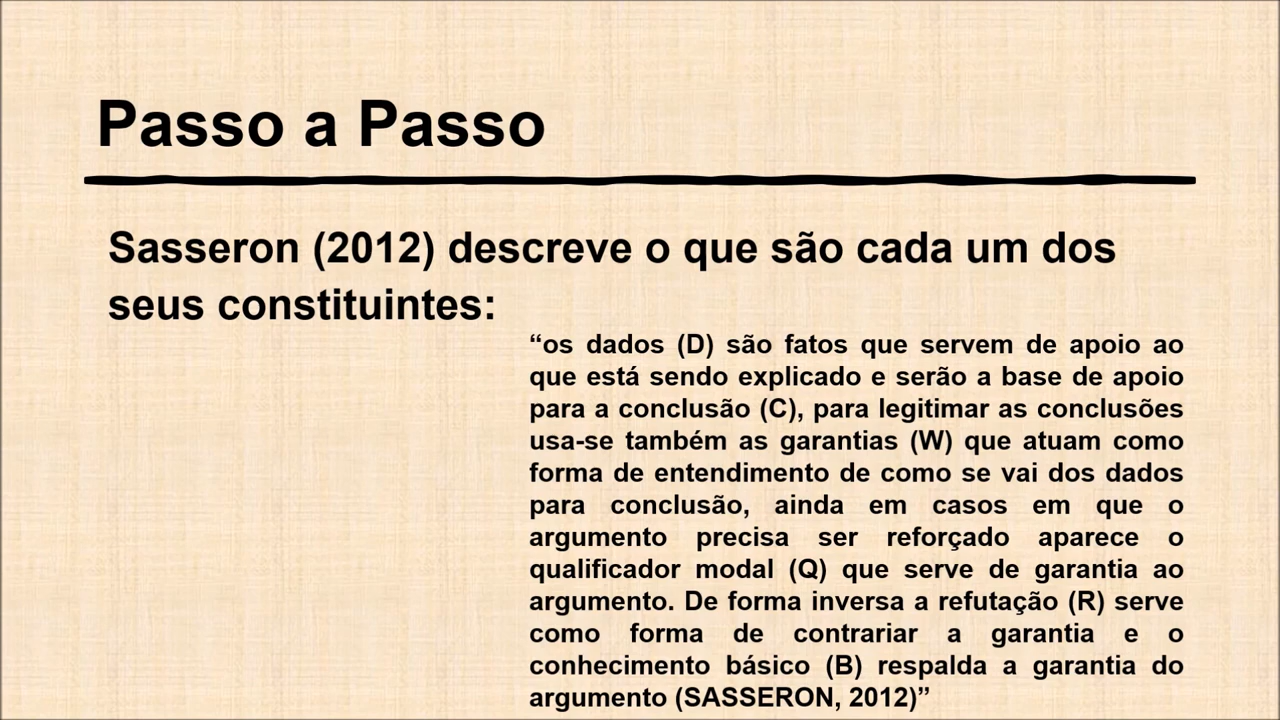 Passo a Passo
Sasseron (2012) descreve o que são cada um dos
seus constituintes:
“os dados (D) são fatos que servem de apoio ao
que está sendo explicado e serão a base de apoio
para a conclusão (C), para legitimar as conclusões
usa-se também as garantias (W) que atuam como
forma de entendimento de como se vai dos dados
para conclusão, ainda em casos em que o
argumento precisa ser reforçado aparece o
qualificador modal (Q) que serve de garantia ao
argumento. De forma inversa a refutação (R) serve
como forma de contrariar a garantia e o
conhecimento básico (B) respalda a garantia do
argumento (SASSERON, 2012)”